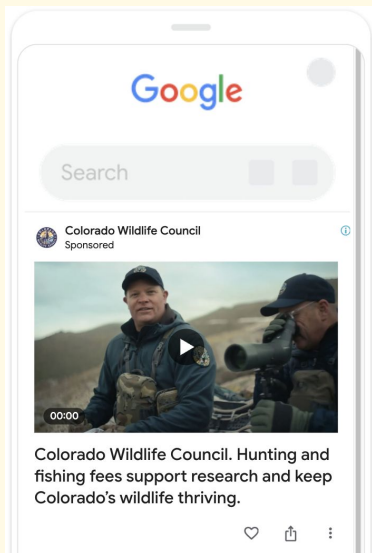 Google
Search
Colorado Wildlife Council
Sponsored
00:00
Colorado Wildlife Council. Hunting and
fishing fees support research and keep
Colorado's wildlife thriving.